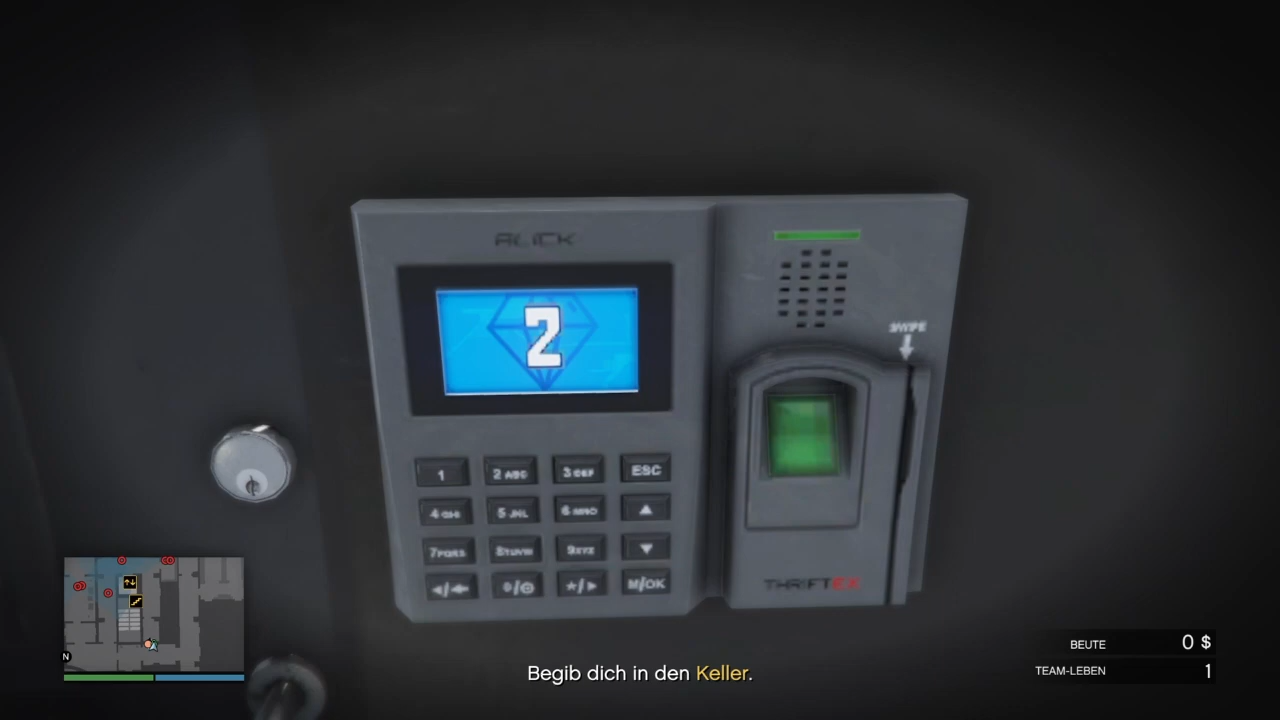 ALICK
2
SWIPE
1
2 ABC
3 DEF
ESC
4 GHI
5 JKL
6 MNO
7 PQRS
8 TUVW
9 XYZ
M/OK
THRIFTEX
N
Begib dich in den Keller.
BEUTE 0 $
TEAM-LEBEN 1